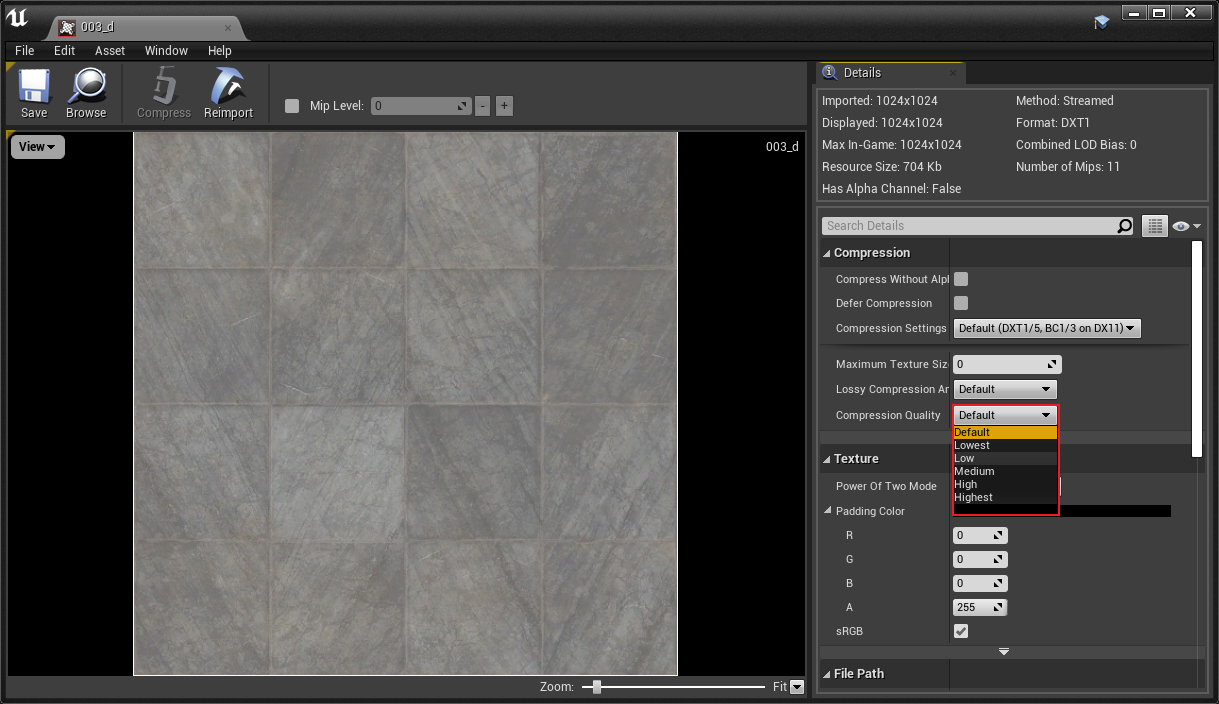 003_d
File Edit Asset Window Help
Save Browse Compress Reimport Mip Level: 0 - +
View
003_d
Zoom: Fit
Details
Imported: 1024x1024 Method: Streamed
Displayed: 1024x1024 Format: DXT1
Max In-Game: 1024x1024 Combined LOD Bias: 0
Resource Size: 704 Kb Number of Mips: 11
Has Alpha Channel: False
Search Details
Compression
Compress Without Alpl
Defer Compression
Compression Settings Default (DXT1/5, BC1/3 on DX11)
Maximum Texture Siz 0
Lossy Compression Ar Default
Compression Quality Default
Default
Lowest
Low
Medium
High
Highest
Texture
Power Of Two Mode
Padding Color
R 0
G 0
B 0
A 255
sRGB
File Path